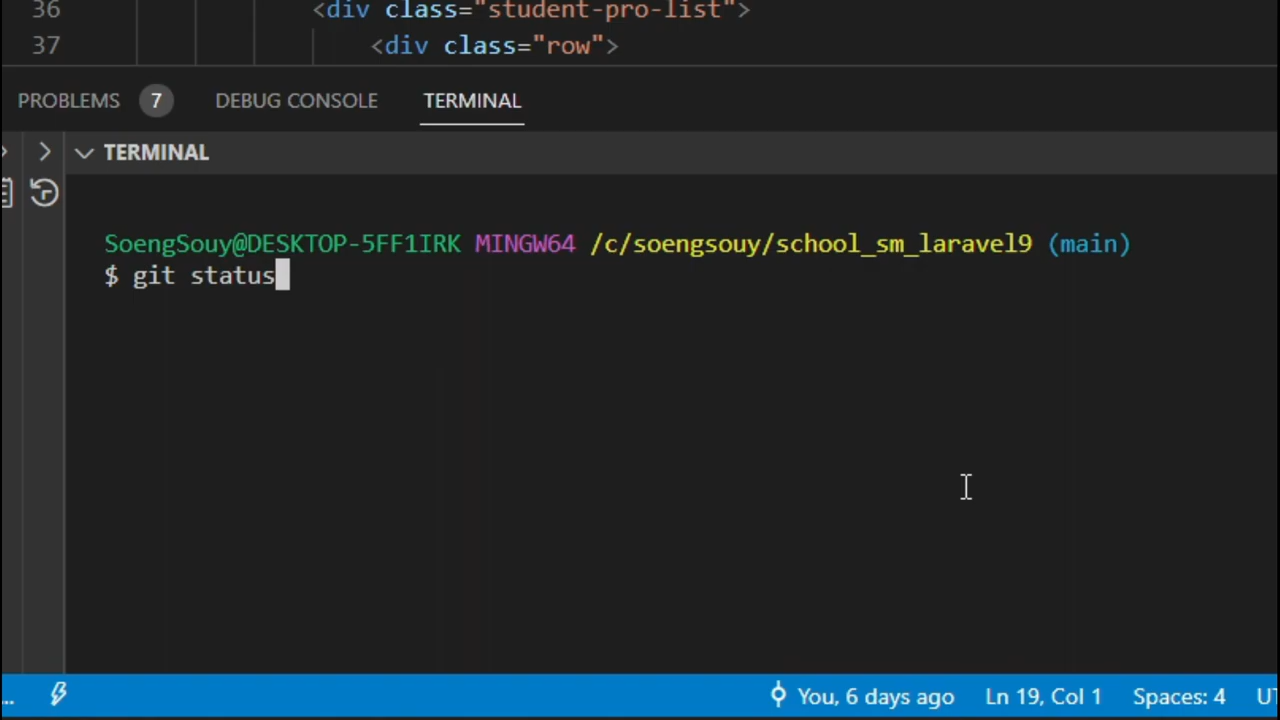 36 <div class="student-pro-list">
37 <div class="row">
PROBLEMS 7 DEBUG CONSOLE TERMINAL
TERMINAL
SoengSouy@DESKTOP-5FF1IRK MINGW64 /c/soengsouy/school_sm_laravel9 (main)
$ git status
... You, 6 days ago Ln 19, Col 1 Spaces: 4